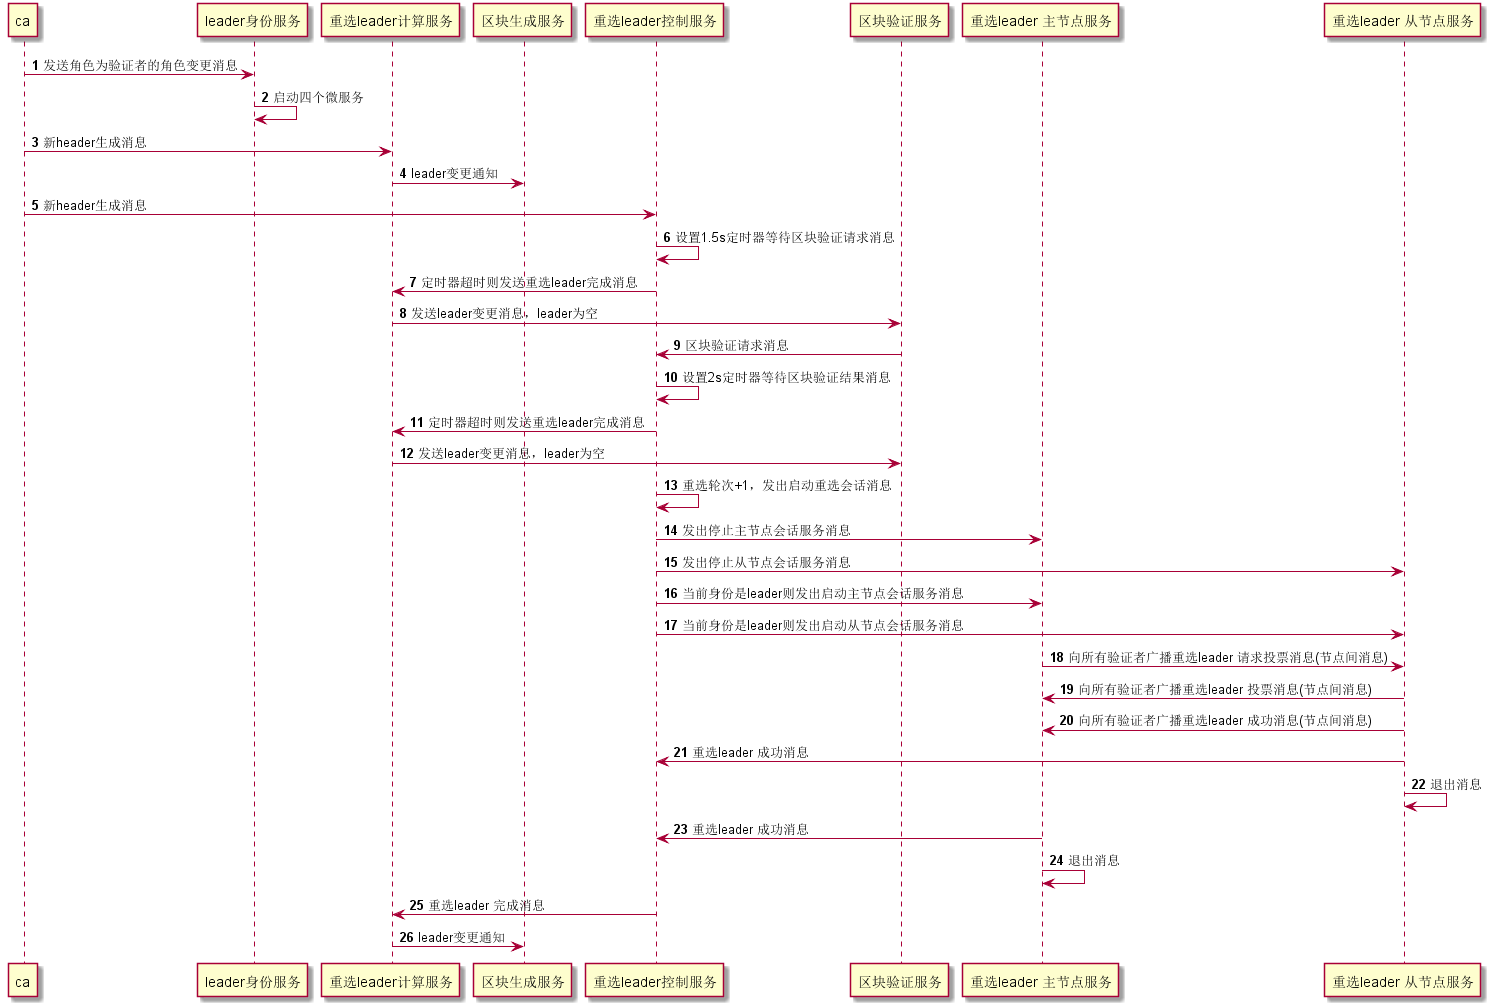 ca
leader身份服务
重选leader计算服务
区块生成服务
重选leader控制服务
区块验证服务
重选leader 主节点服务
重选leader 从节点服务
1 发送角色为验证者的角色变更消息
2 启动四个微服务
3 新header生成消息
4 leader变更通知
5 新header生成消息
6 设置1.5s定时器等待区块验证请求消息
7 定时器超时则发送重选leader完成消息
8 发送leader变更消息，leader为空
9 区块验证请求消息
10 设置2s定时器等待区块验证结果消息
11 定时器超时则发送重选leader完成消息
12 发送leader变更消息，leader为空
13 重选轮次+1，发出启动重选会话消息
14 发出停止主节点会话服务消息
15 发出停止从节点会话服务消息
16 当前身份是leader则发出启动主节点会话服务消息
17 当前身份是leader则发出启动从节点会话服务消息
18 向所有验证者广播重选leader 请求投票消息(节点间消息)
19 向所有验证者广播重选leader 投票消息(节点间消息)
20 向所有验证者广播重选leader 成功消息(节点间消息)
21 重选leader 成功消息
22 退出消息
23 重选leader 成功消息
24 退出消息
25 重选leader 完成消息
26 leader变更通知
ca
leader身份服务
重选leader计算服务
区块生成服务
重选leader控制服务
区块验证服务
重选leader 主节点服务
重选leader 从节点服务